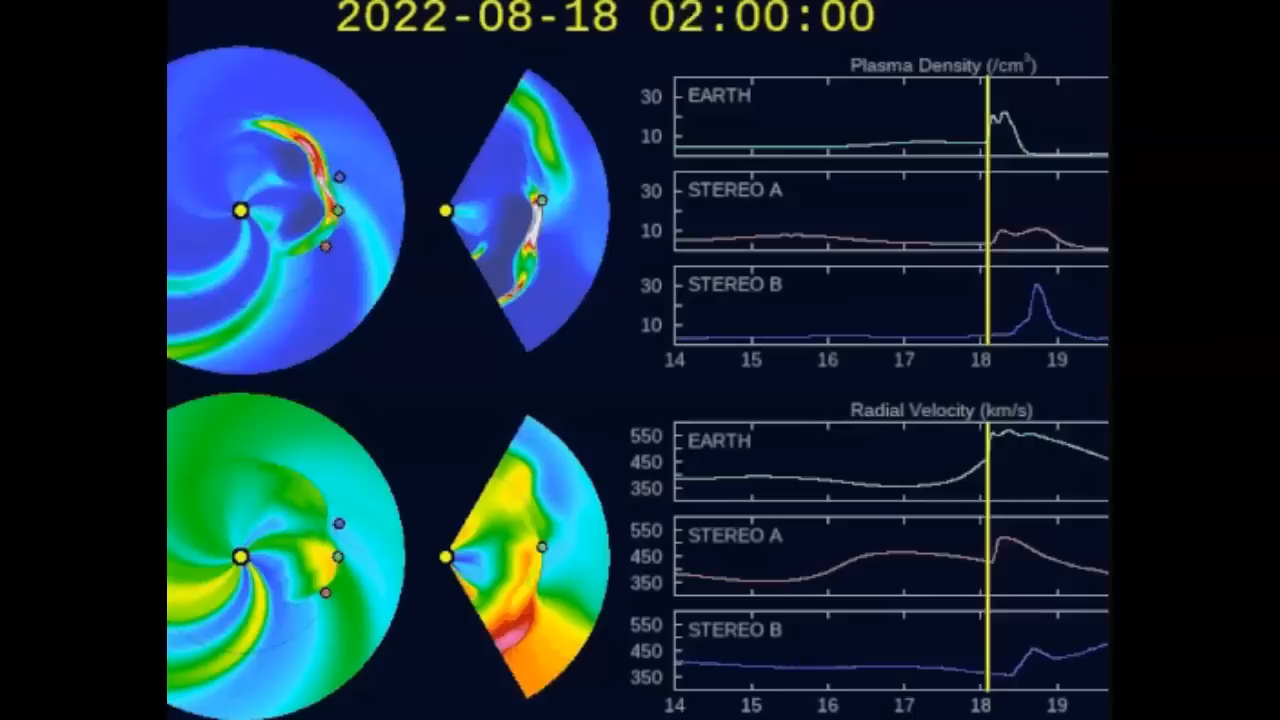 2022-08-18 02:00:00
Plasma Density (/cm³)
EARTH
30
10
STEREO A
30
10
STEREO B
30
10
14 15 16 17 18 19
Radial Velocity (km/s)
EARTH
550
450
350
STEREO A
550
450
350
STEREO B
550
450
350
14 15 16 17 18 19